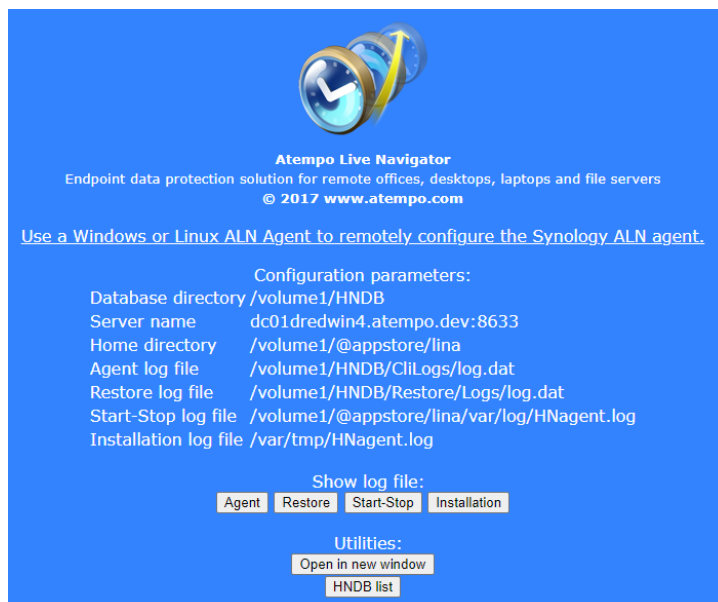 Atempo Live Navigator
Endpoint data protection solution for remote offices, desktops, laptops and file servers
© 2017 www.atempo.com
Use a Windows or Linux ALN Agent to remotely configure the Synology ALN agent.
Configuration parameters:
Database directory /volume1/HNDB
Server name dc01dredwin4.atempo.dev:8633
Home directory /volume1/@appstore/lina
Agent log file /volume1/HNDB/CliLogs/log.dat
Restore log file /volume1/HNDB/Restore/Logs/log.dat
Start-Stop log file /volume1/@appstore/lina/var/log/HNagent.log
Installation log file /var/tmp/HNagent.log
Show log file:
Agent Restore Start-Stop Installation
Utilities:
Open in new window
HNDB list